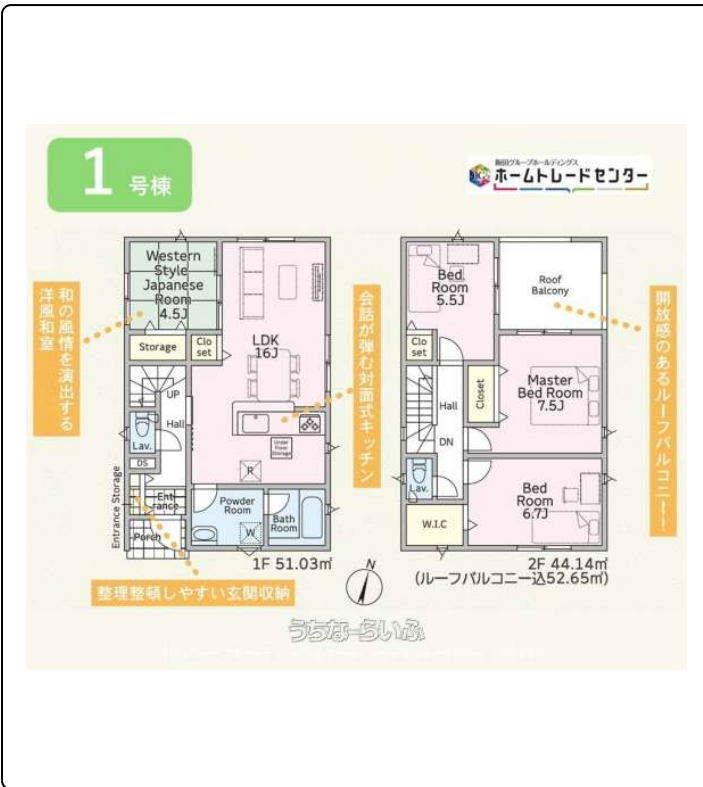 1 号棟
飯田グループホールディングス
ホームトレードセンター
和の風情を演出する
洋風和室
Western
Style
Japanese
Room
4.5J
Storage
Clo
set
LDK
16J
UP
Hall
Lav.
DS
Entrance Storage
Ent-
rance
Porch
Under
Floor
Storage
R
Powder
Room
W
Bath
Room
1F 51.03㎡
会話が弾む対面式キッチン
整理整頓しやすい玄関収納
Bed
Room
5.5J
Roof
Balcony
Clo
set
Closet
Master
Bed Room
7.5J
Hall
DN
Lav.
W.I.C
Bed
Room
6.7J
2F 44.14㎡
(ルーフバルコニー込52.65㎡)
開放感のあるルーフバルコニー!
N
うちなーらいふ